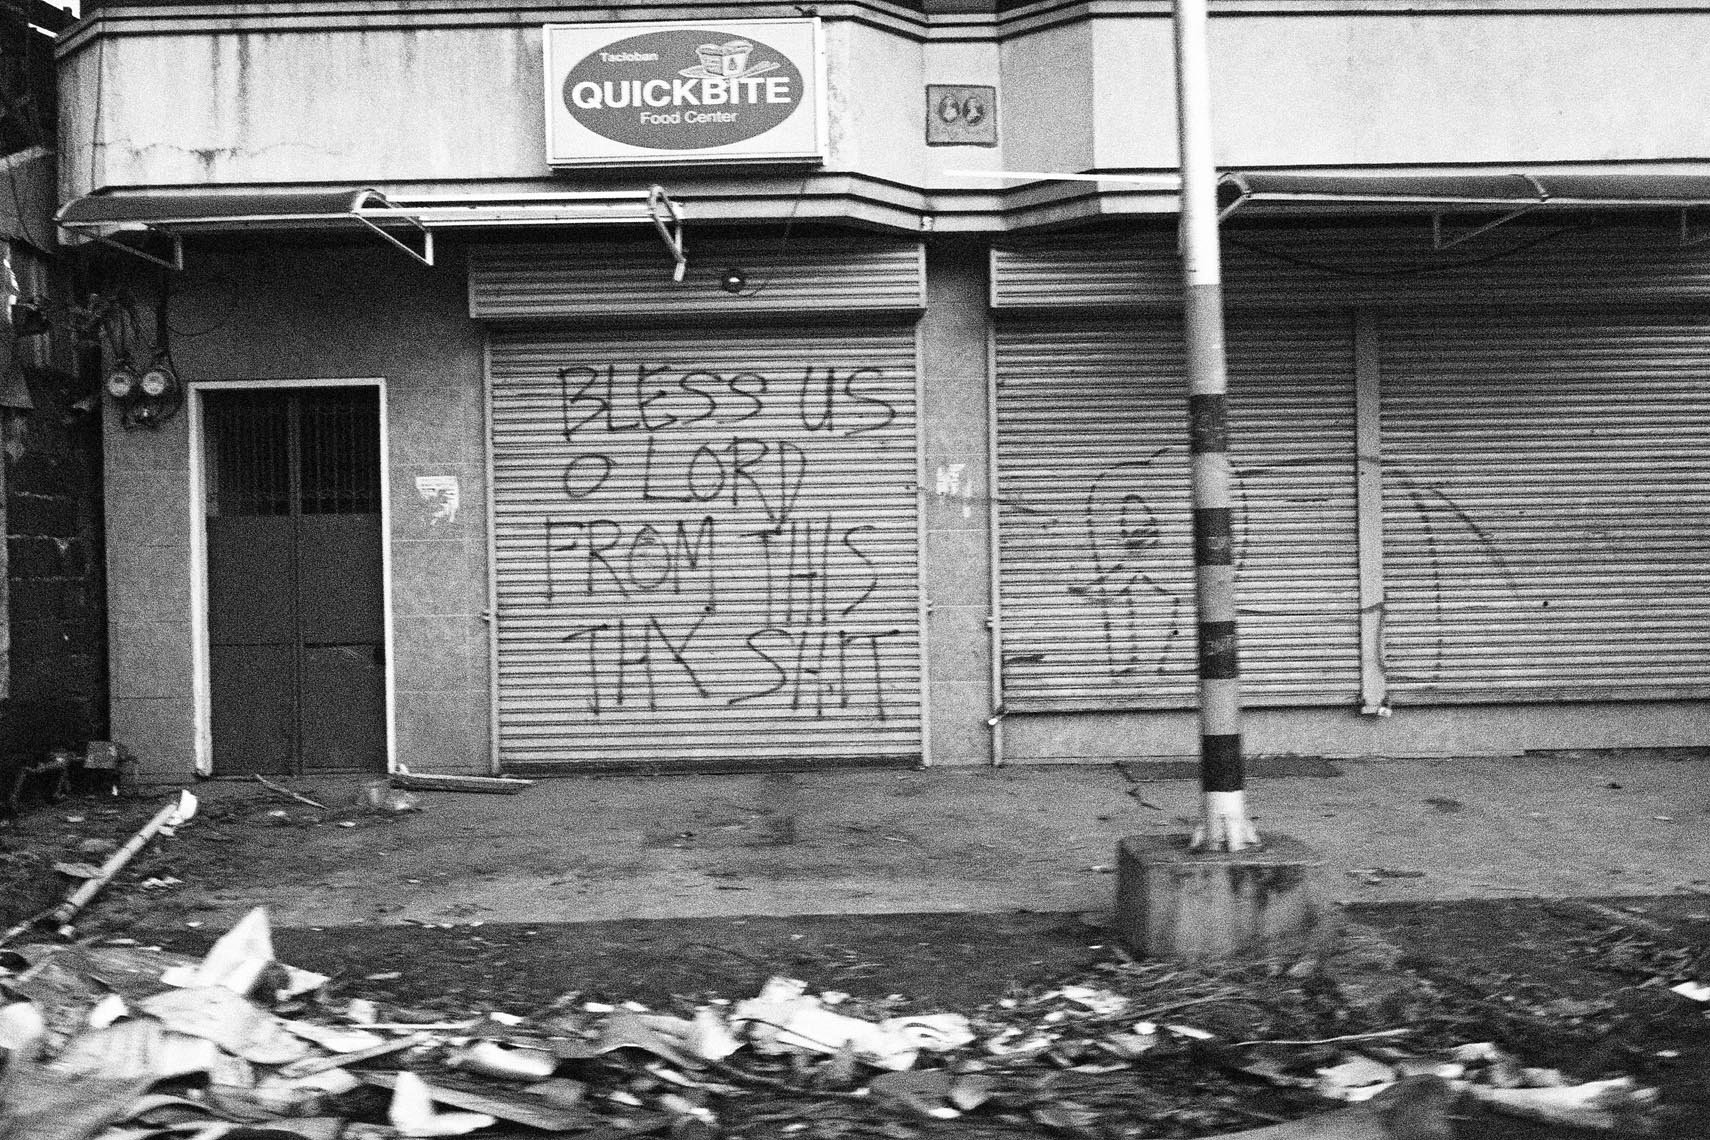 Tacloban
QUICKBITE
Food Center
BLESS US
O LORD
FROM THIS
THY SHIT